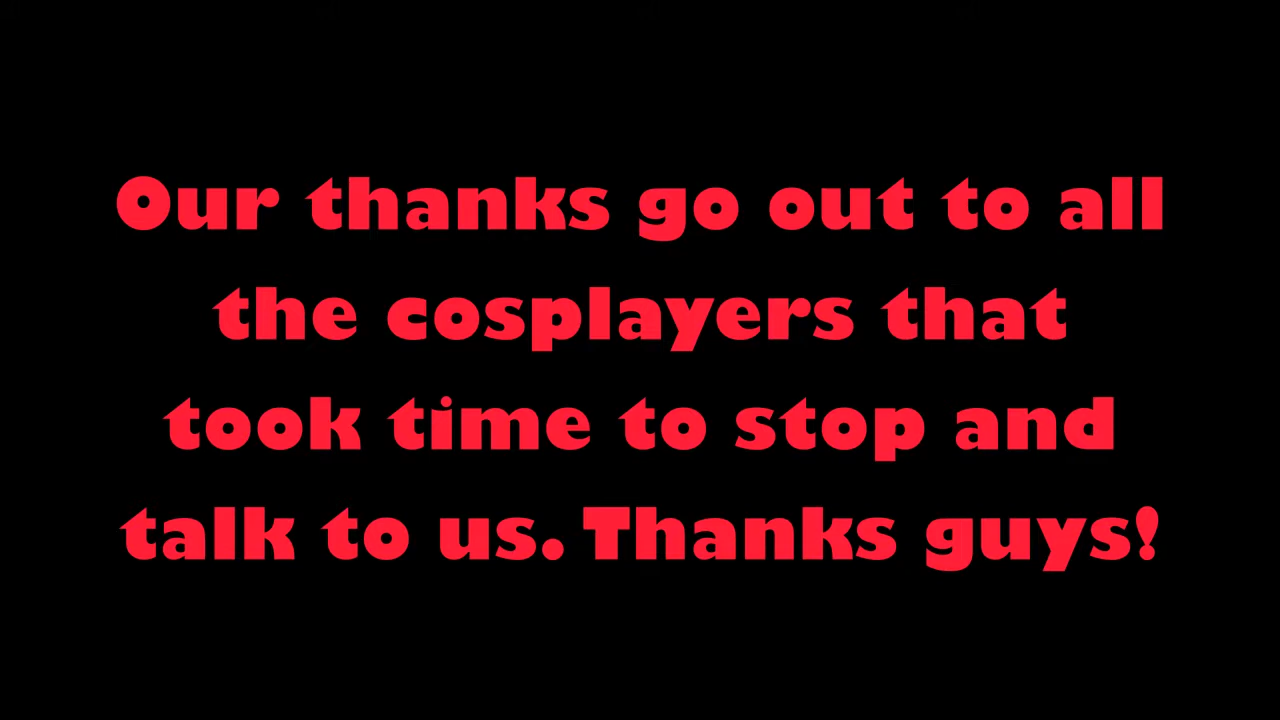 Our thanks go out to all
the cosplayers that
took time to stop and
talk to us. Thanks guys!